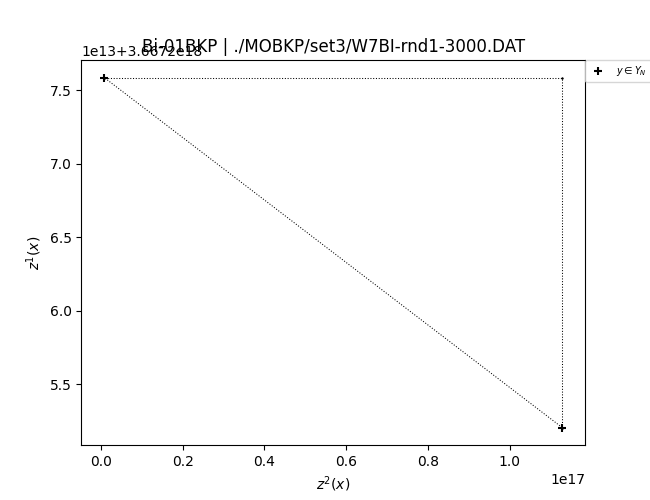 Bi-01BKP | ./MOBKP/set3/W7BI-rnd1-3000.DAT
1e13+3.6672e18
y ∈ Y_N
7.5
7.0
6.5
6.0
5.5
z^1(x)
0.0 0.2 0.4 0.6 0.8 1.0
1e17
z^2(x)